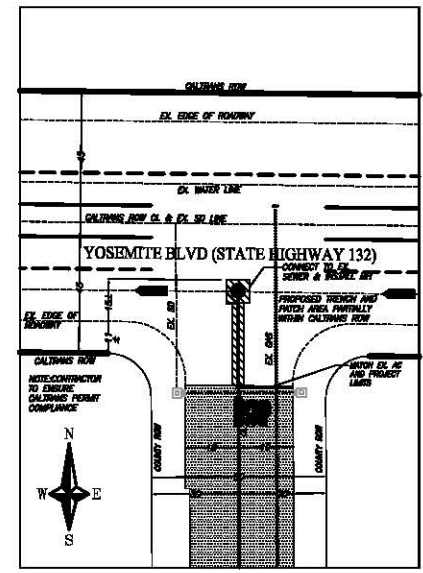 CALTRANS ROW
EX. EDGE OF ROADWAY
EX. WATER LINE
CALTRANS ROW CL & EX. SD LINE
YOSEMITE BLVD (STATE HIGHWAY 132)
CONNECT TO EX.
SEWER & INSTALL MH
PROPOSED TRENCH AND
PATCH AREA PARTIALLY
WITHIN CALTRANS ROW
EX. SD
EX. GAS
EX. EDGE OF
ROADWAY
CALTRANS ROW
CALTRANS ROW
MATCH EX. AC
AND PROJECT
LIMITS
NOTE:CONTRACTOR
TO ENSURE
CALTRANS PERMIT
COMPLIANCE
COUNTY ROW
COUNTY ROW
N
W E
S